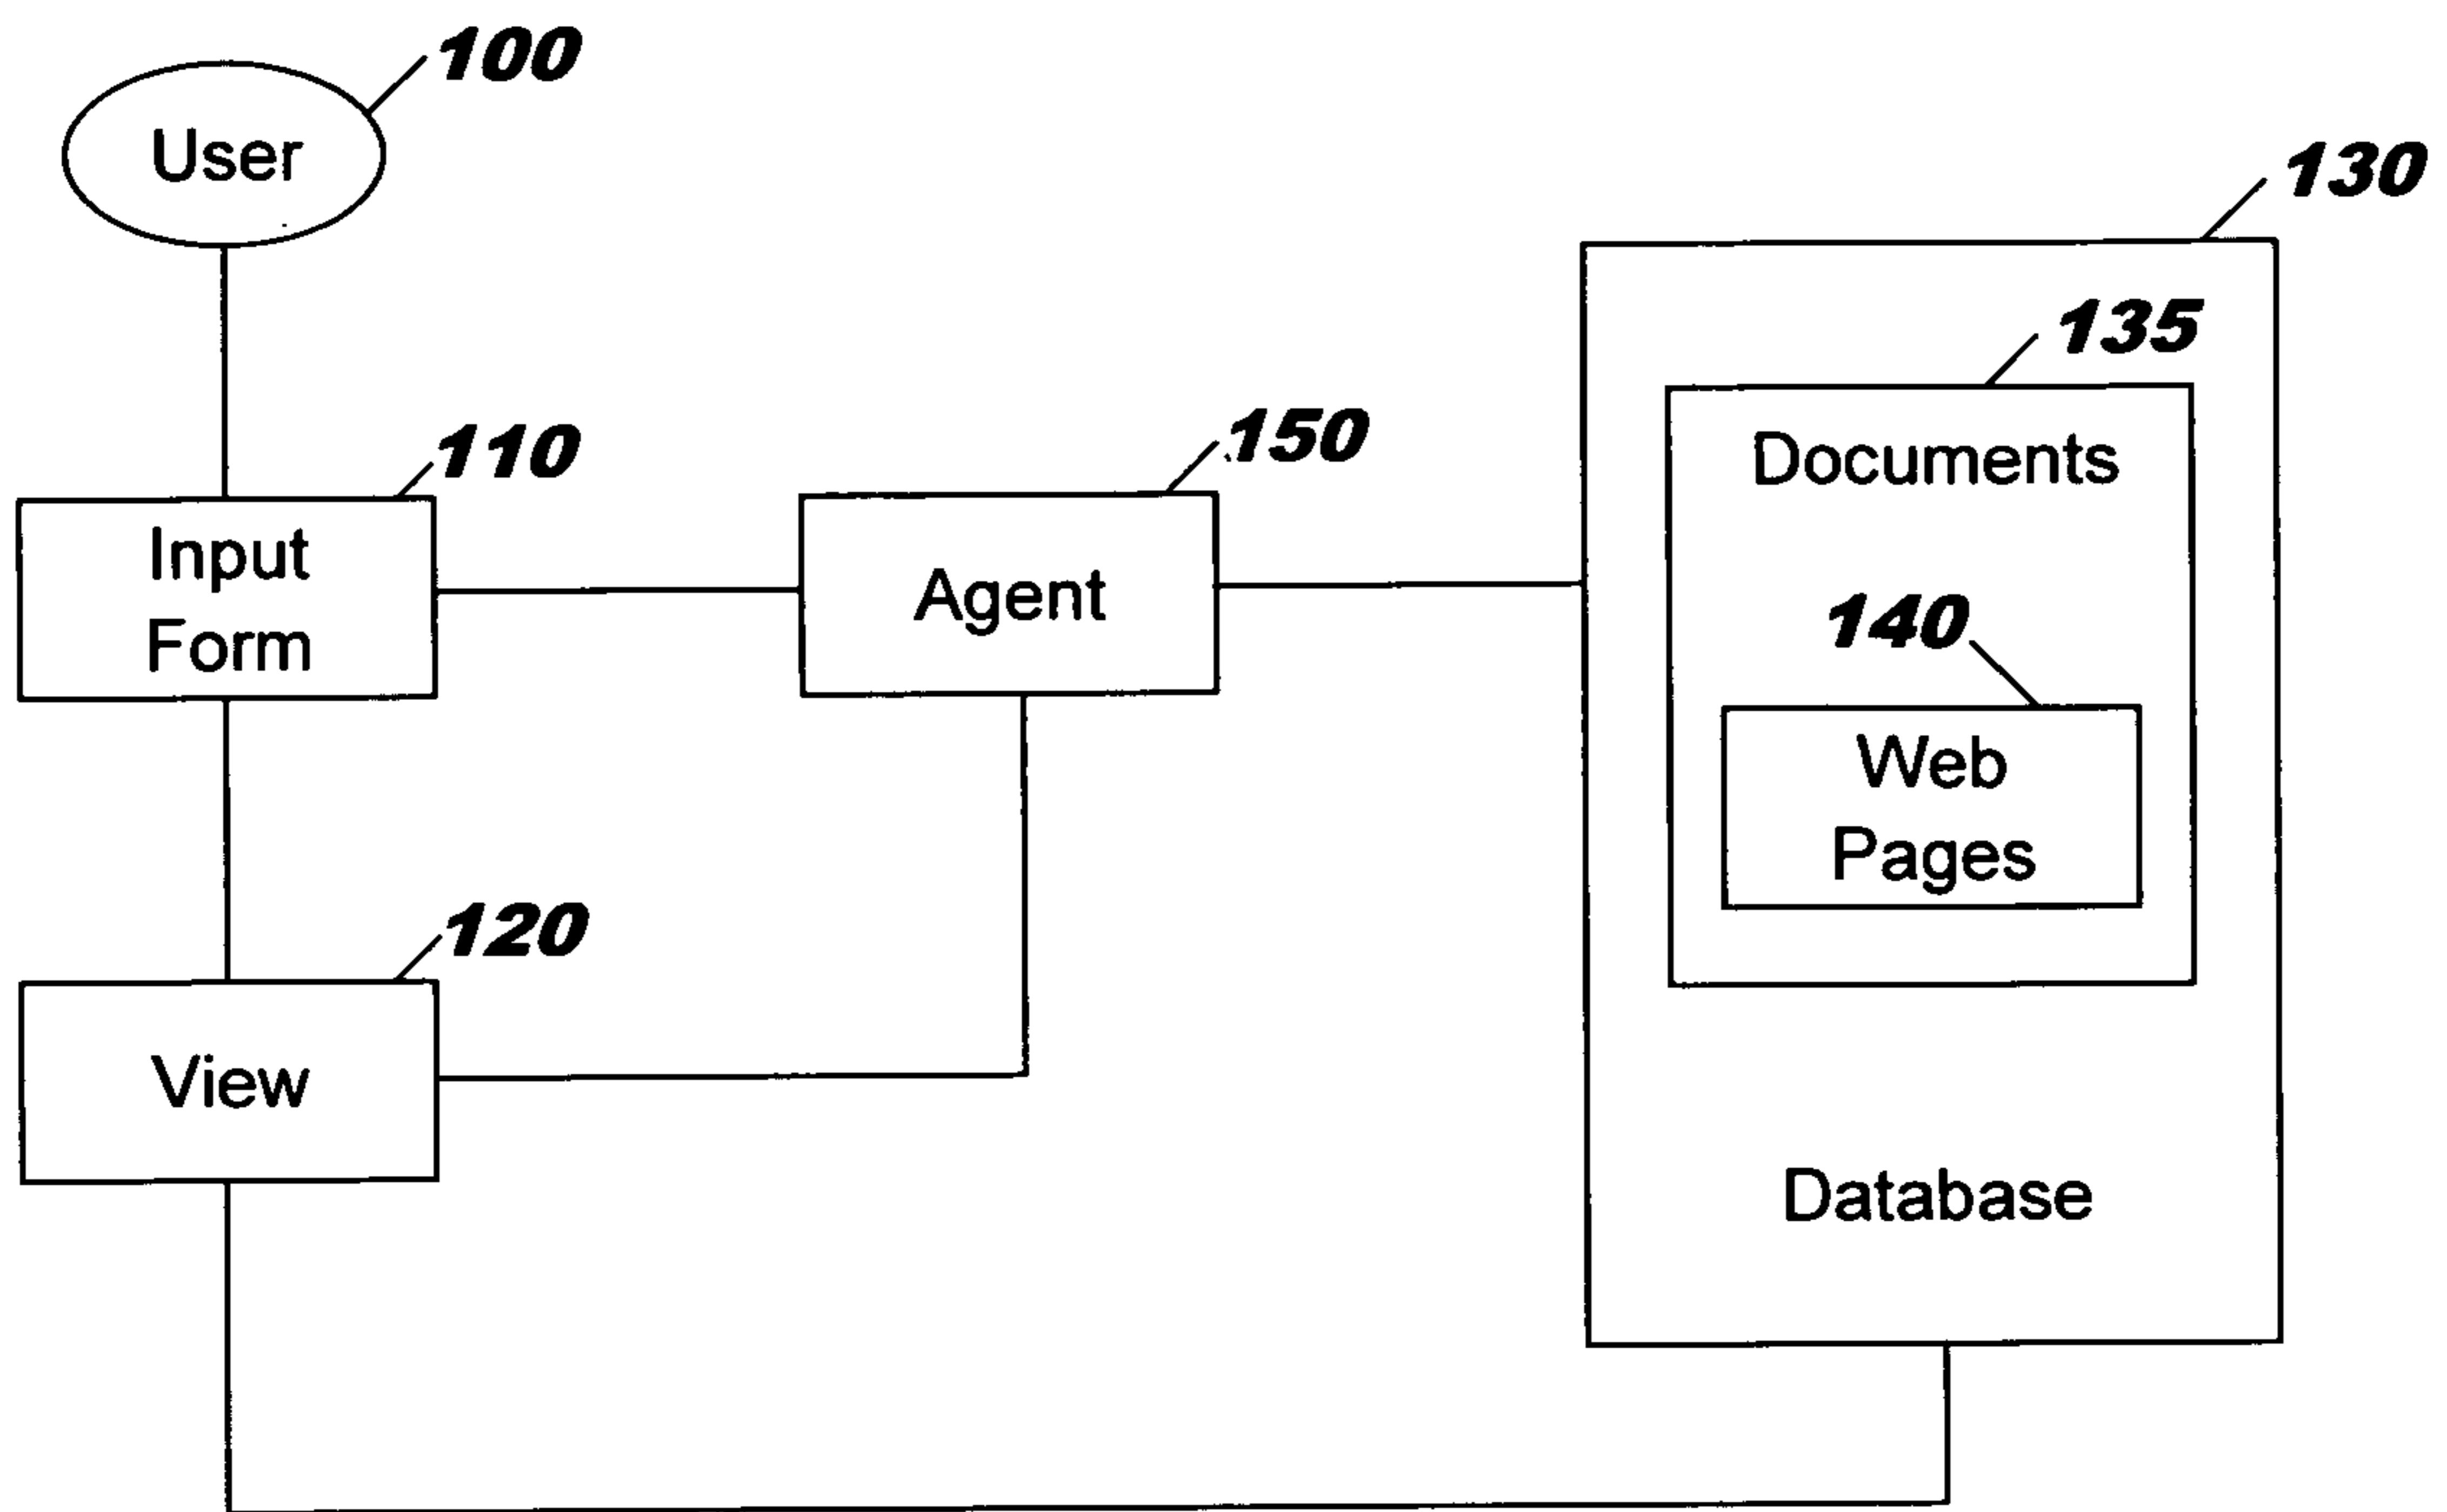 100
User
130
135
110
150
Documents
Input
Form
Agent
140
Web
Pages
120
View
Database